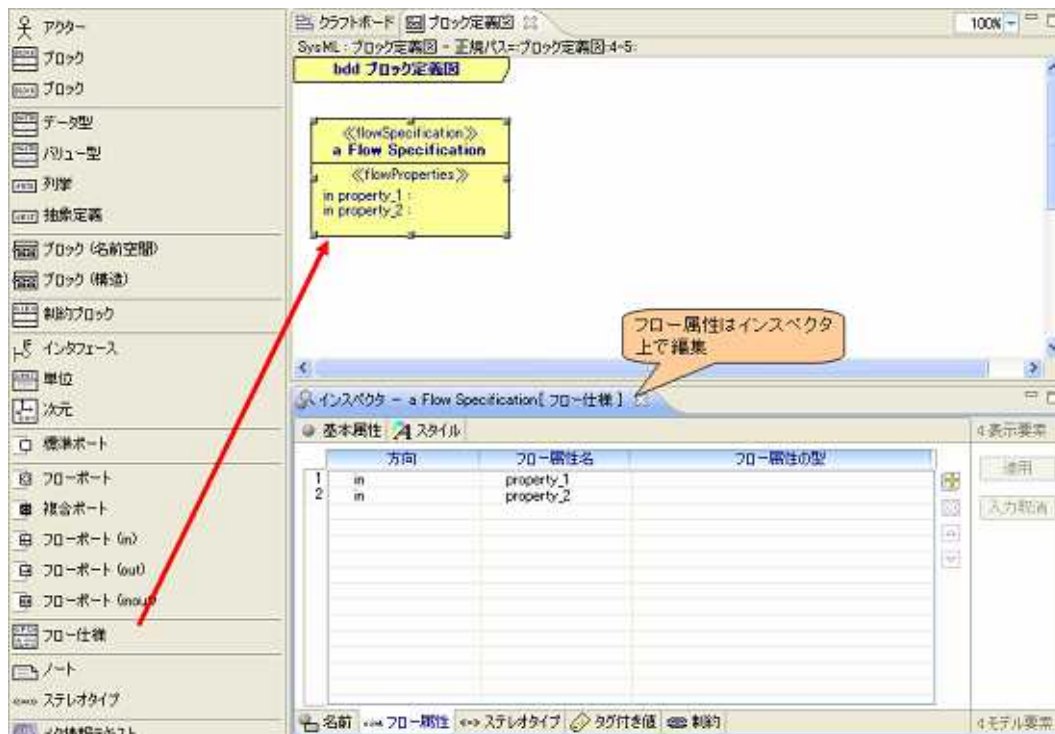 アクター
ブロック
ブロック
データ型
バリュー型
列挙
抽象定義
ブロック (名前空間)
ブロック (構造)
制約ブロック
インタフェース
単位
次元
標準ポート
フローポート
複合ポート
フローポート (in)
フローポート (out)
フローポート (inout)
フロー仕様
ノート
ステレオタイプ
クラフトボード
ブロック定義図
100%
SysML : ブロック定義図 - 正規パス=:ブロック定義図:4-5:
bdd ブロック定義図
≪flowSpecification≫
a Flow Specification
≪flowProperties≫
in property_1 :
in property_2 :
フロー属性はインスペクタ
上で編集
インスペクタ - a Flow Specification[ フロー仕様 ]
基本属性 スタイル
表示要素
方向 フロー属性名 フロー属性の型
1 in property_1
2 in property_2
適用
入力取消
名前 フロー属性 ステレオタイプ タグ付き値 制約
モデル要素